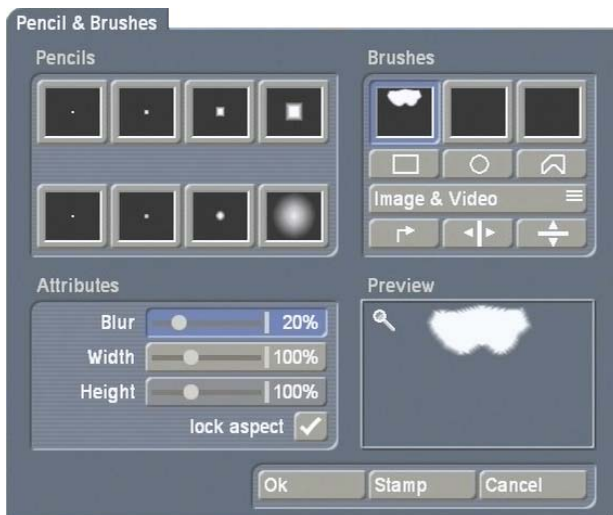 Pencil & Brushes
Pencils
Brushes
Image & Video
Attributes
Preview
Blur 20%
Width 100%
Height 100%
lock aspect
Ok Stamp Cancel